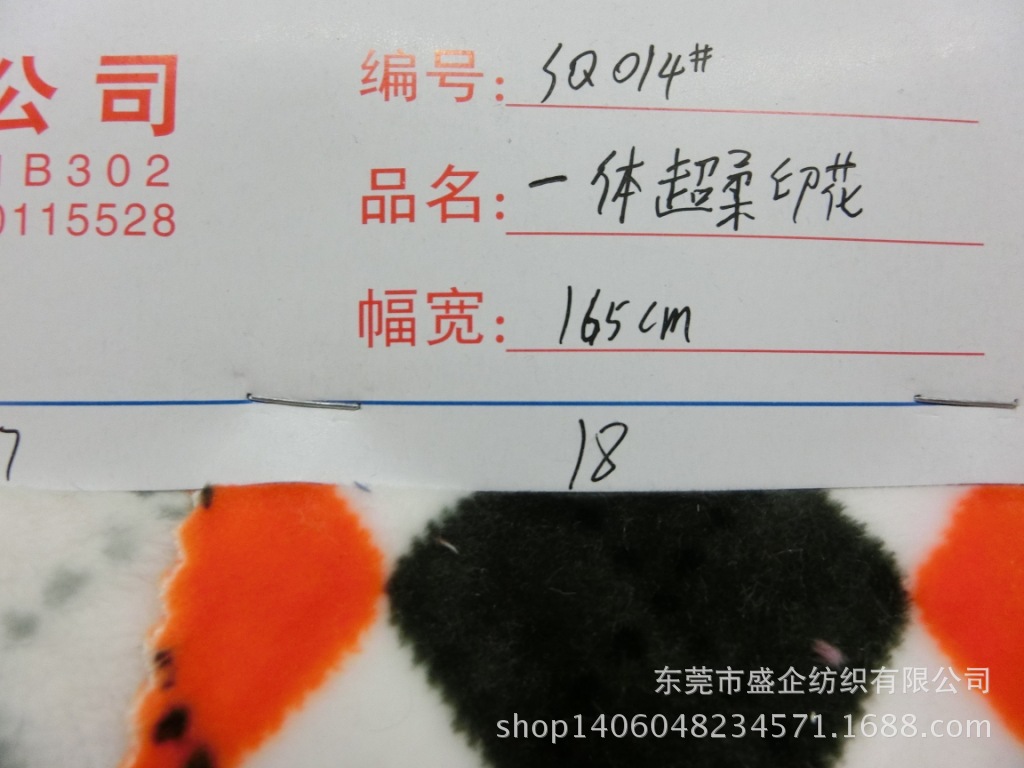 公司
B302
0115528
编号: SQ014#
品名: 一体超柔印花
幅宽: 165cm
18
东莞市盛企纺织有限公司
shop1406048234571.1688.com